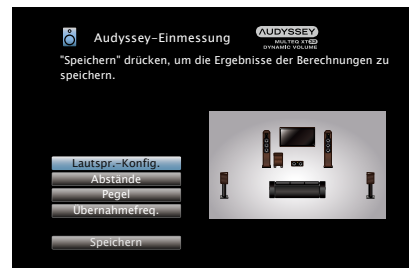 Audyssey-Einmessung
AUDYSSEY
MULTEQ XT32
DYNAMIC VOLUME
"Speichern" drücken, um die Ergebnisse der Berechnungen zu
speichern.
Lautspr.-Konfig.
Abstände
Pegel
Übernahmefreq.
Speichern